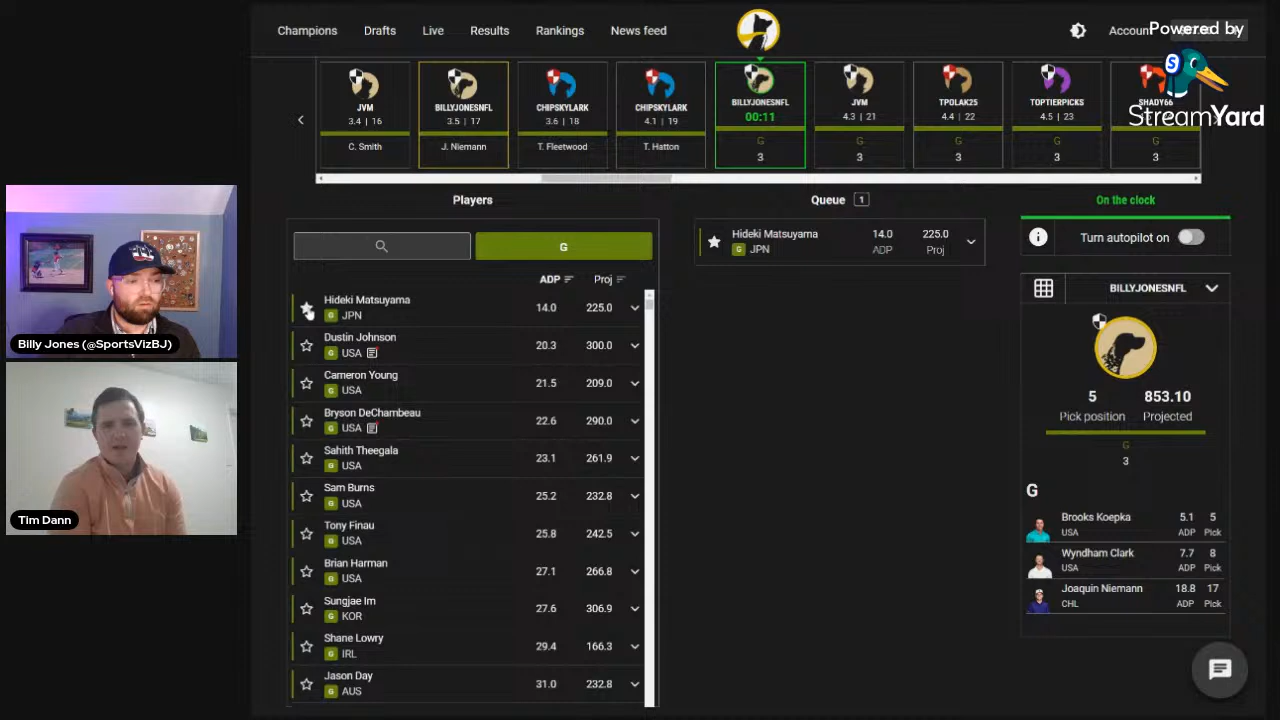 Champions Drafts Live Results Rankings News feed Account
Powered by
StreamYard
JVM
3.4 | 16
C. Smith
BILLYJONESNFL
3.5 | 17
J. Niemann
CHIPSKYLARK
3.6 | 18
T. Fleetwood
CHIPSKYLARK
4.1 | 19
T. Hatton
BILLYJONESNFL
00:11
G
3
JVM
4.3 | 21
G
3
TPOLAK25
4.4 | 22
G
3
TOPTIERPICKS
4.5 | 23
G
3
SHADY66
G
3
Players
G
ADP Proj
Hideki Matsuyama 14.0 225.0
G JPN
Dustin Johnson 20.3 300.0
G USA
Cameron Young 21.5 209.0
G USA
Bryson DeChambeau 22.6 290.0
G USA
Sahith Theegala 23.1 261.9
G USA
Sam Burns 25.2 232.8
G USA
Tony Finau 25.8 242.5
G USA
Brian Harman 27.1 266.8
G USA
Sungjae Im 27.6 306.9
G KOR
Shane Lowry 29.4 166.3
G IRL
Jason Day 31.0 232.8
G AUS
Queue 1
Hideki Matsuyama 14.0 225.0
G JPN ADP Proj
On the clock
Turn autopilot on
BILLYJONESNFL
5 853.10
Pick position Projected
G
3
G
Brooks Koepka 5.1 5
USA ADP Pick
Wyndham Clark 7.7 8
USA ADP Pick
Joaquin Niemann 18.8 17
CHL ADP Pick
Billy Jones (@SportsVizBJ)
Tim Dann